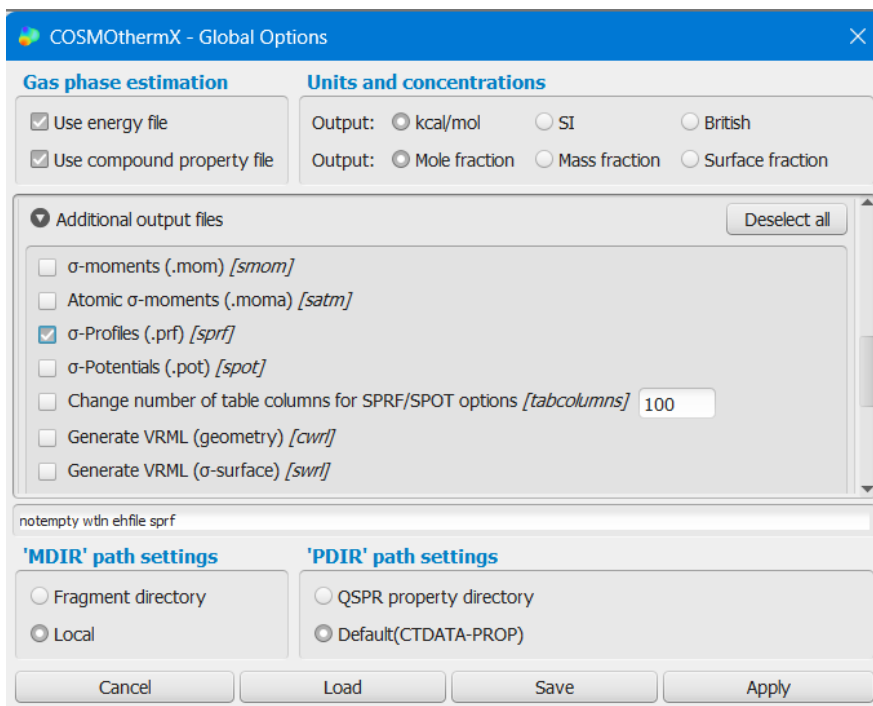 COSMOthermX - Global Options
Gas phase estimation
Units and concentrations
Use energy file
Output: kcal/mol SI British
Use compound property file
Output: Mole fraction Mass fraction Surface fraction
Additional output files
Deselect all
σ-moments (.mom) [smom]
Atomic σ-moments (.moma) [satm]
σ-Profiles (.prf) [sprf]
σ-Potentials (.pot) [spot]
Change number of table columns for SPRF/SPOT options [tabcolumns] 100
Generate VRML (geometry) [cwrl]
Generate VRML (σ-surface) [swrl]
notempty wtln ehfile sprf
'MDIR' path settings
'PDIR' path settings
Fragment directory
QSPR property directory
Local
Default(CTDATA-PROP)
Cancel Load Save Apply